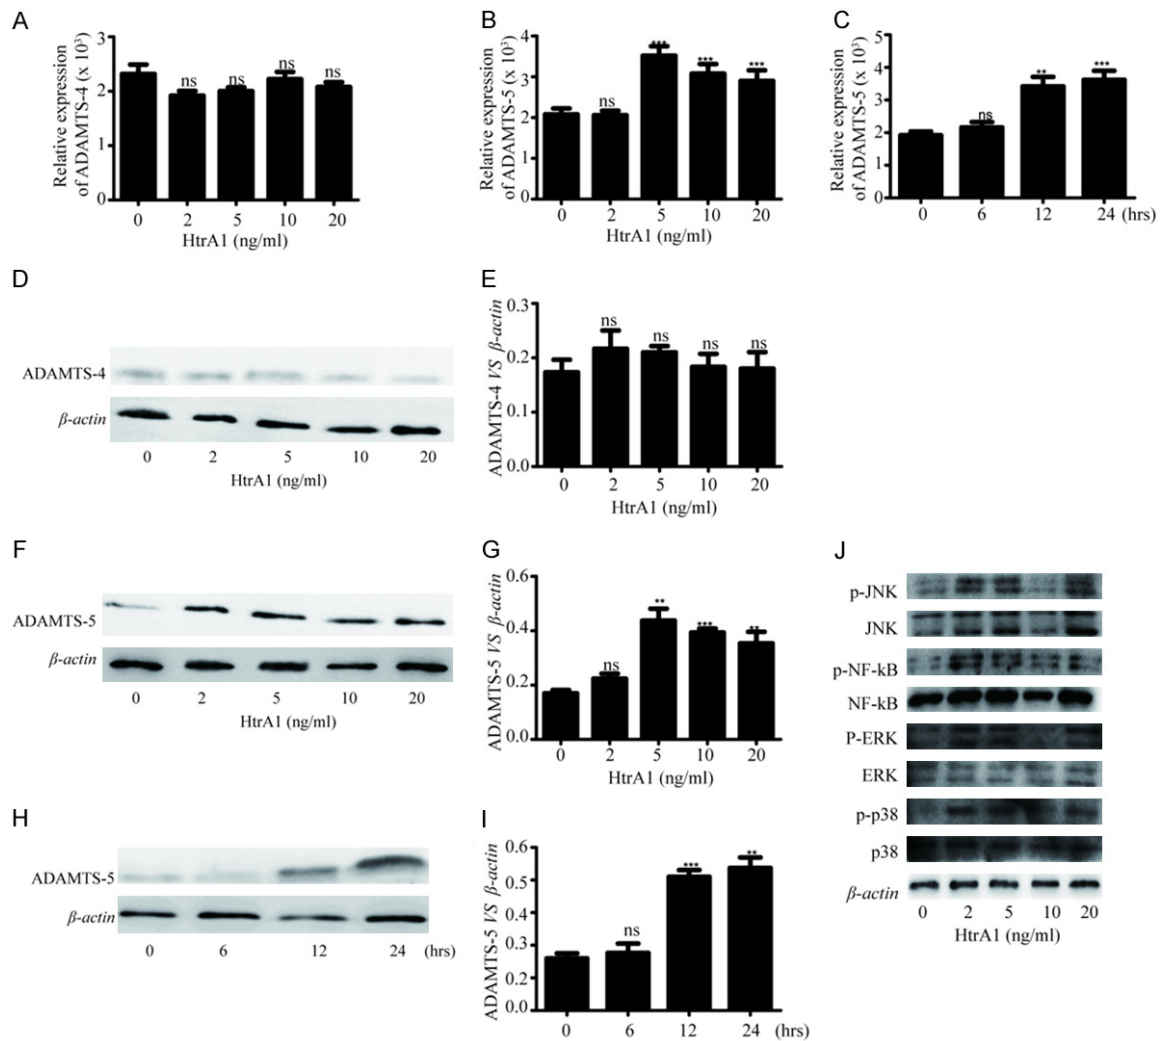 A
Relative expression
of ADAMTS-4 (x 10³)
3
2
1
0
ns
ns
ns
ns
0 2 5 10 20
HtrA1 (ng/ml)
B
Relative expression
of ADAMTS-5 (x 10³)
4
3
2
1
0
ns
***
***
***
0 2 5 10 20
HtrA1 (ng/ml)
C
Relative expression
of ADAMTS-5 (x 10³)
5
4
3
2
1
0
ns
**
***
0 6 12 24 (hrs)
D
ADAMTS-4
β-actin
0 2 5 10 20
HtrA1 (ng/ml)
E
ADAMTS-4 VS β-actin
0.3
0.2
0.1
0.0
ns
ns
ns
ns
0 2 5 10 20
HtrA1 (ng/ml)
F
ADAMTS-5
β-actin
0 2 5 10 20
HtrA1 (ng/ml)
G
ADAMTS-5 VS β-actin
0.6
0.4
0.2
0.0
ns
**
***
**
0 2 5 10 20
HtrA1 (ng/ml)
H
ADAMTS-5
β-actin
0 6 12 24 (hrs)
I
ADAMTS-5 VS β-actin
0.6
0.5
0.4
0.3
0.2
0.0
ns
***
**
0 6 12 24 (hrs)
J
p-JNK
JNK
p-NF-kB
NF-kB
P-ERK
ERK
p-p38
p38
β-actin
0 2 5 10 20
HtrA1 (ng/ml)